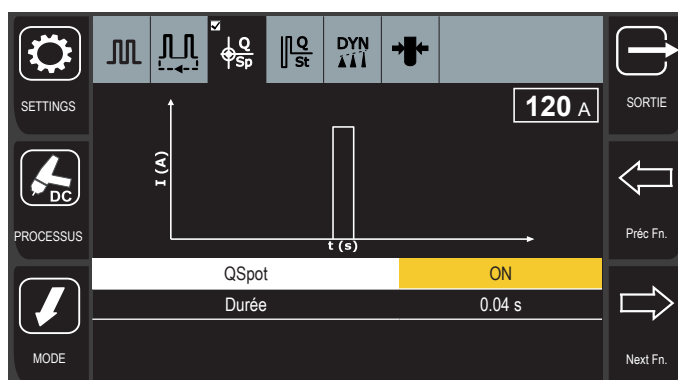 Q
Sp
Q
St
DYN
SETTINGS
120 A
SORTIE
I (A)
DC
t (s)
PROCESSUS
Préc Fn.
QSpot ON
Durée 0.04 s
MODE
Next Fn.